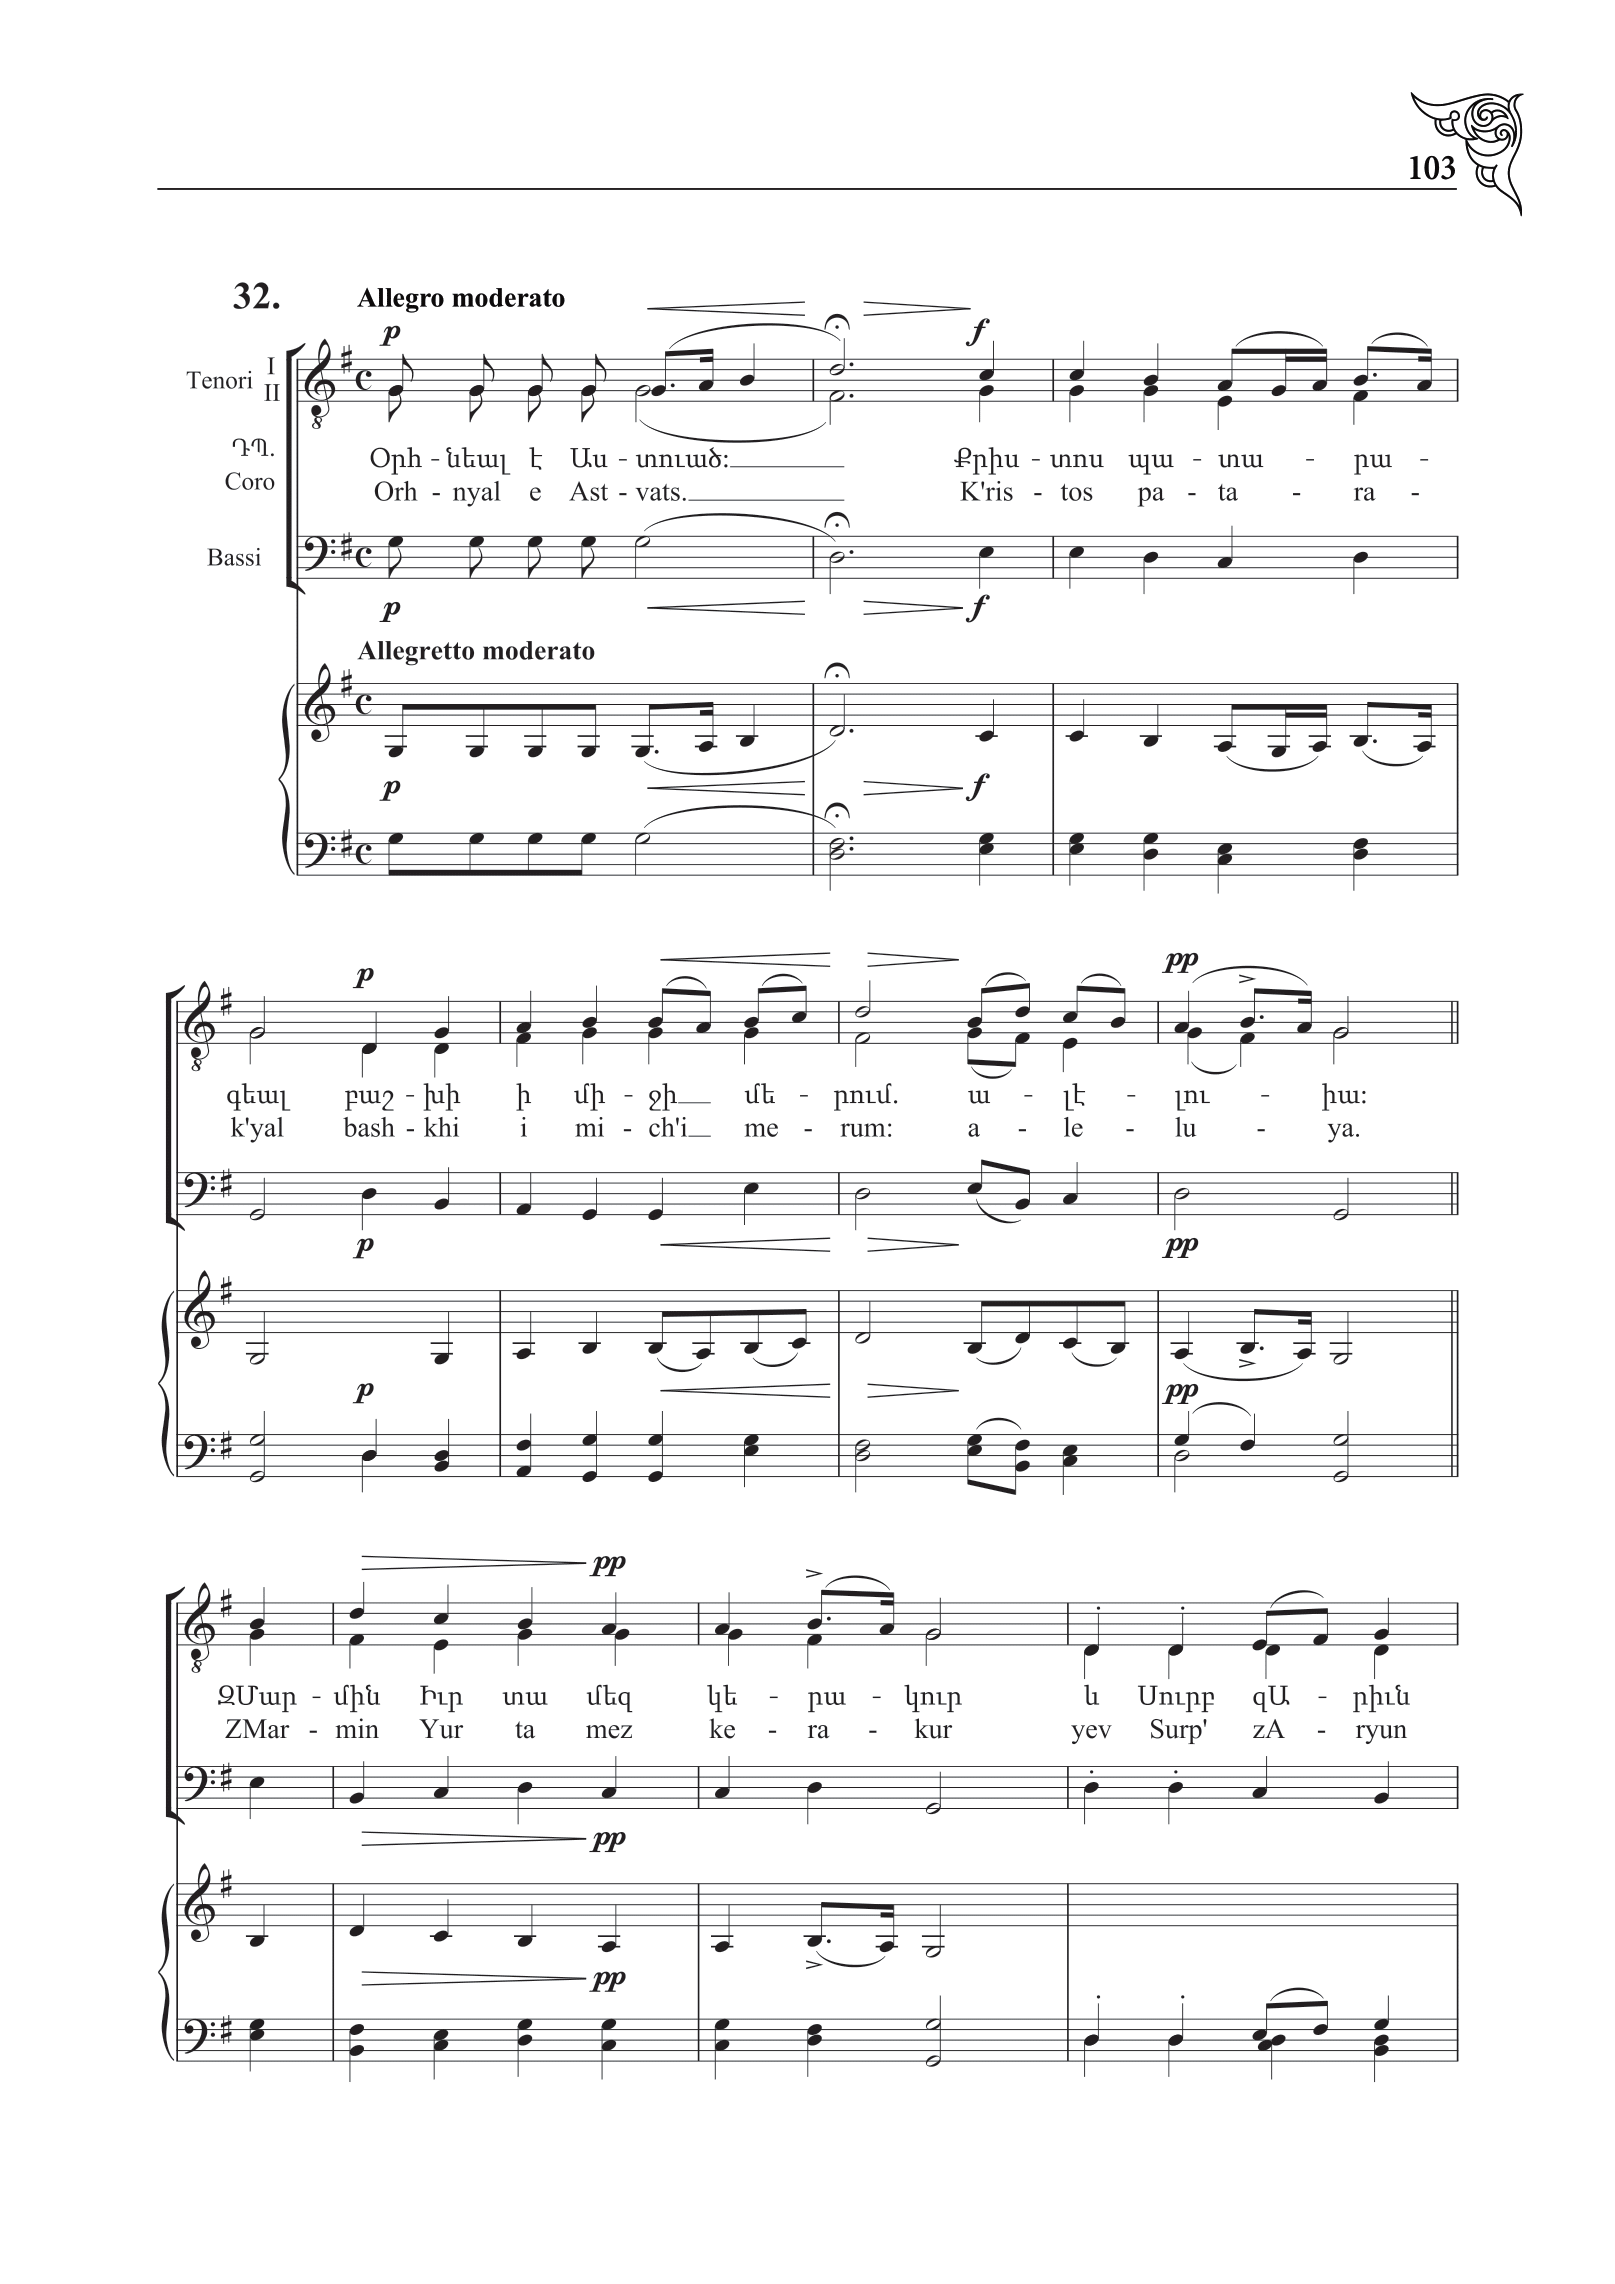 103
32. Allegro moderato
p f
Tenori I
II
ԴՊ.
Coro
Օրհ - նեալ է Աս - տուած: Քրիս - տոս պա - տա - րա -
Orh - nyal e Ast - vats. K'ris - tos pa - ta - ra -
Bassi
p f
Allegretto moderato
p f
p pp
գեալ բաշ - խի ի մի - ջի մե - րում. ա - լէ - լու - իա:
k'yal bash - khi i mi - ch'i me - rum: a - le - lu - ya.
p pp
p pp
pp
ԶՄար - մին Իւր տա մեզ կե - րա - կուր և Սուրբ զԱ - րիւն
ZMar - min Yur ta mez ke - ra - kur yev Surp' zA - ryun
pp
pp